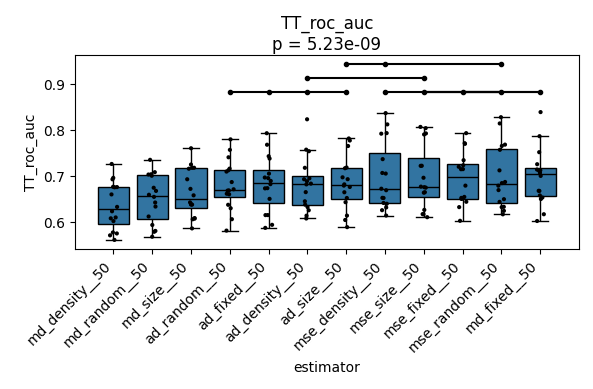 TT_roc_auc
p = 5.23e-09
TT_roc_auc
0.9
0.8
0.7
0.6
md_density__50
md_random__50
md_size__50
ad_random__50
ad_fixed__50
ad_density__50
ad_size__50
mse_density__50
mse_size__50
mse_fixed__50
mse_random__50
md_fixed__50
estimator